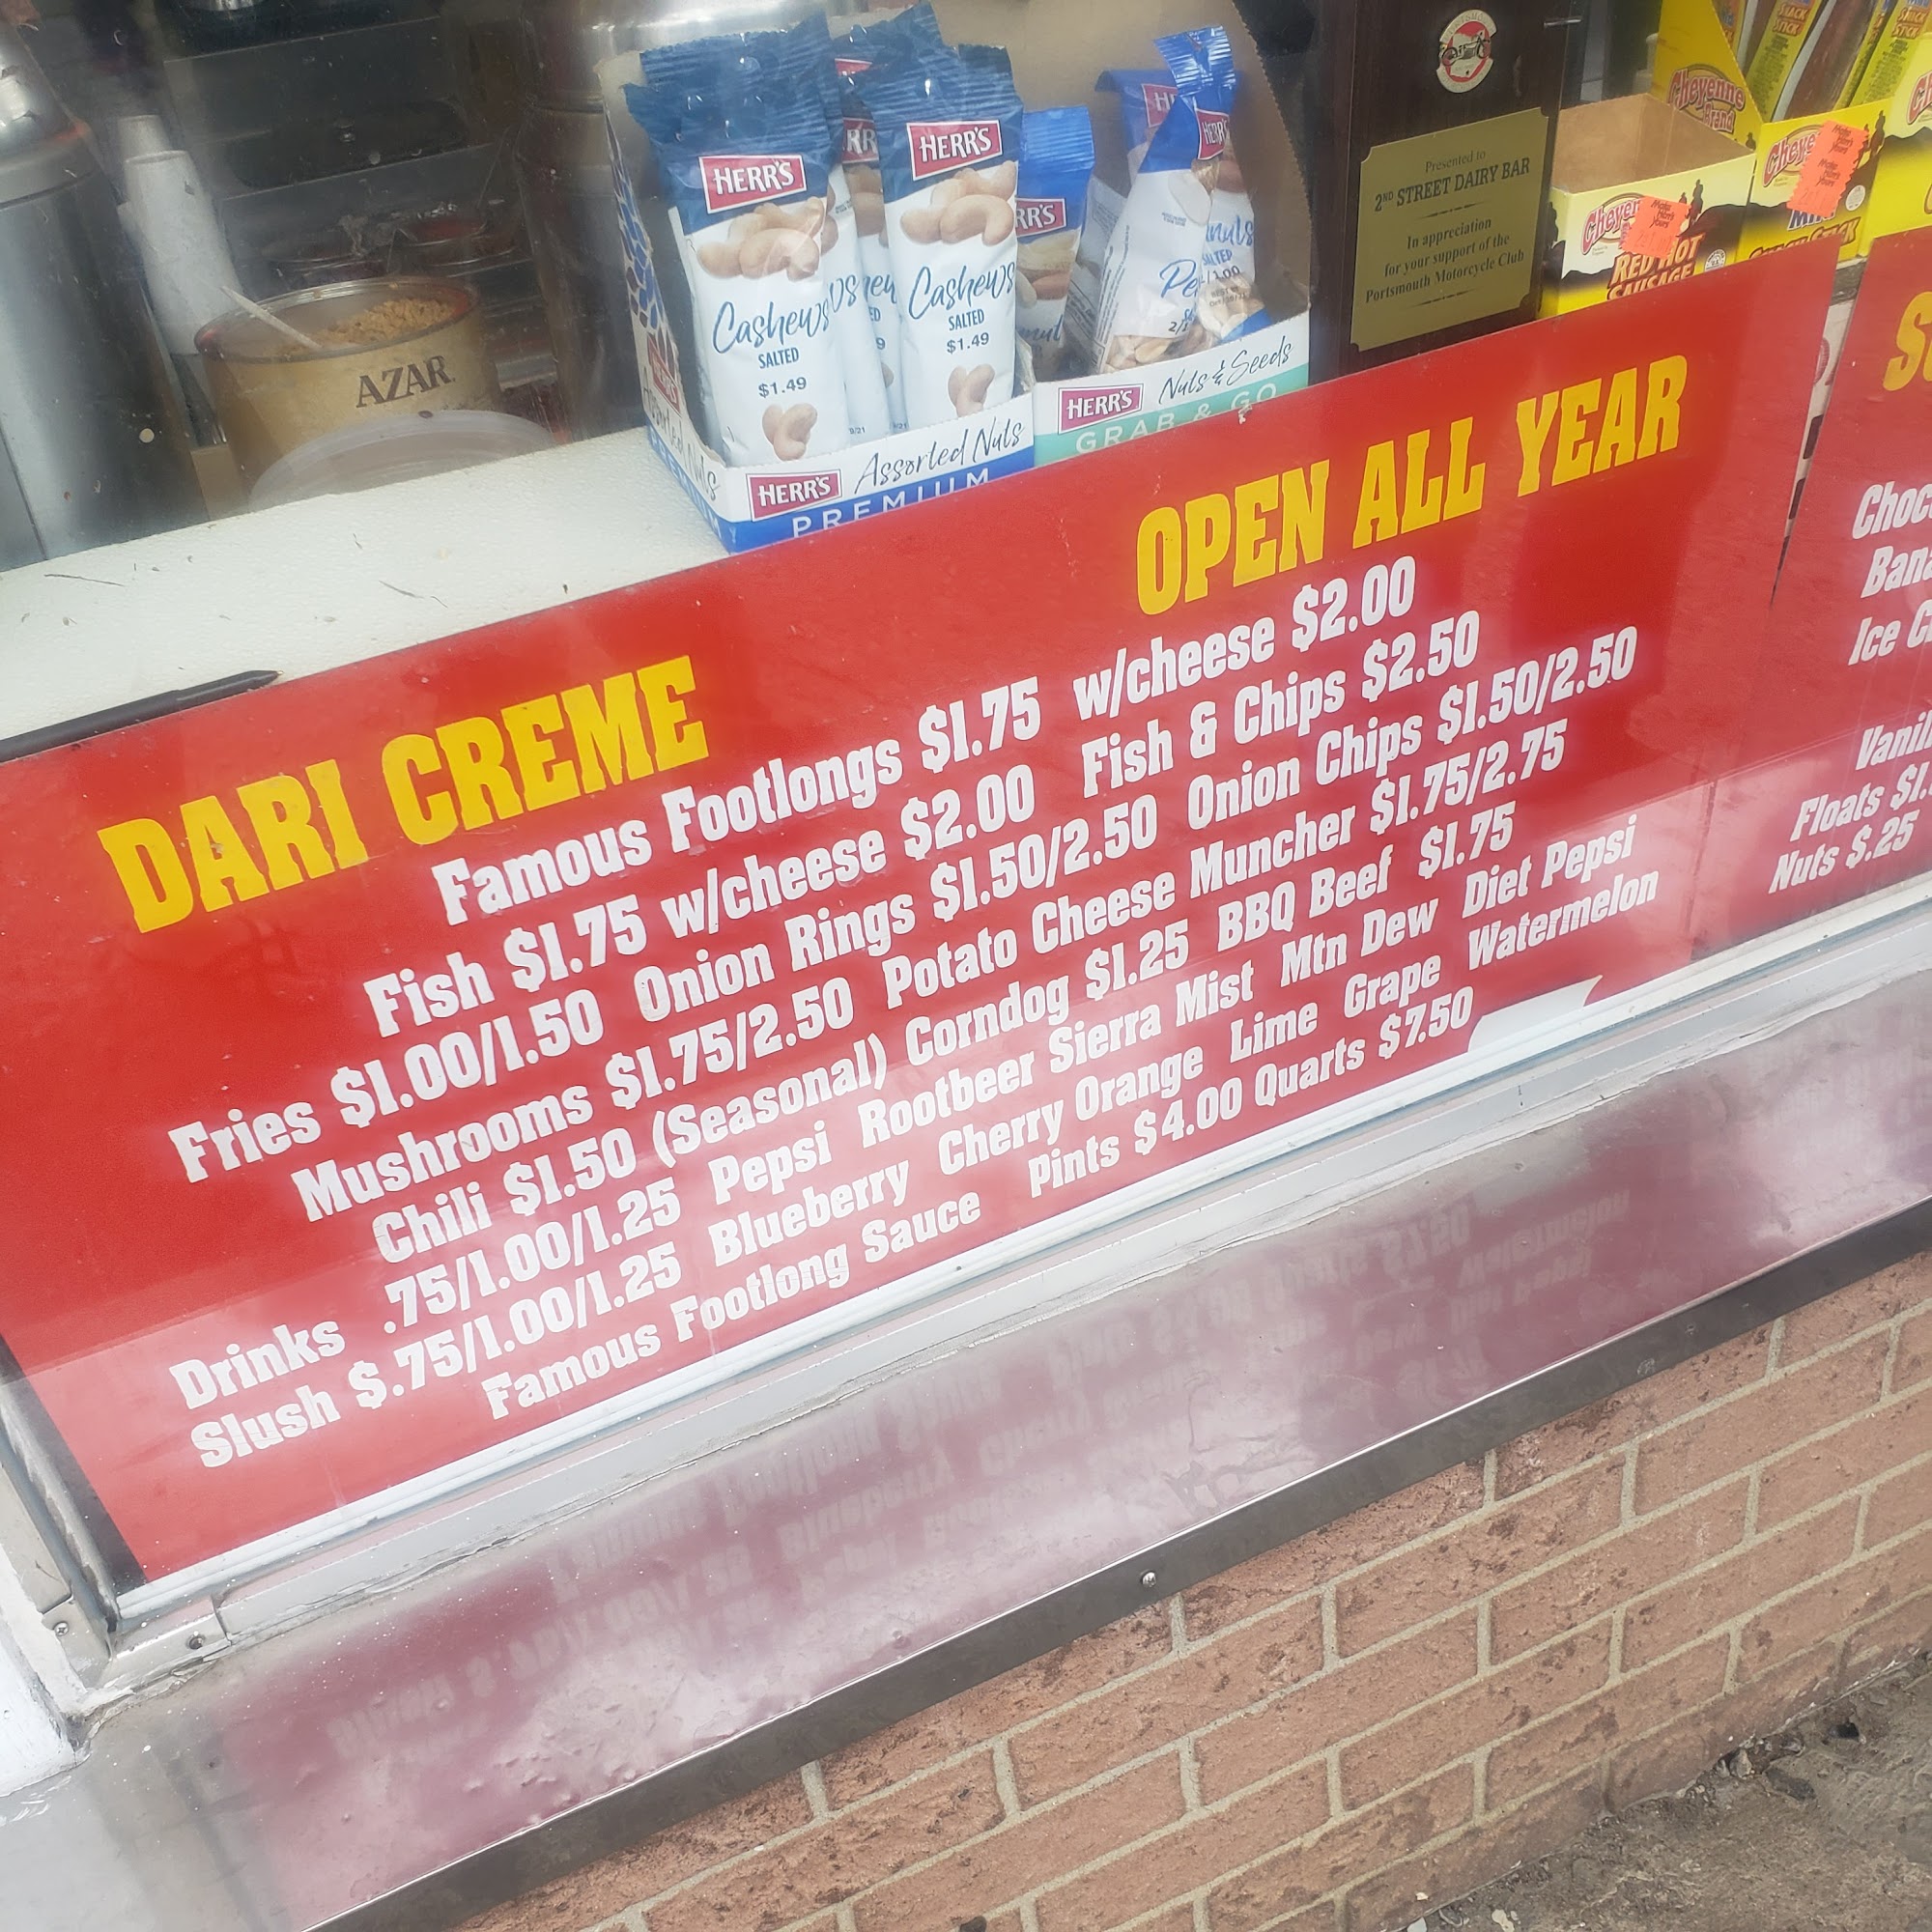 HERR'S
Cashews
SALTED
$1.49
HERR'S
Cashews
SALTED
$1.49
HERR'S
Assorted Nuts
PREMIUM
HERR'S
Nuts & Seeds
GRAB & GO
AZAR
Presented to
2ND STREET DAIRY BAR
In appreciation
for your support of the
Portsmouth Motorcycle Club
Cheyenne
Brand
RED HOT
DARI CREME
OPEN ALL YEAR
Famous Footlongs $1.75 w/cheese $2.00
Fish $1.75 w/cheese $2.00 Fish & Chips $2.50
Fries $1.00/1.50 Onion Rings $1.50/2.50 Onion Chips $1.50/2.50
Mushrooms $1.75/2.50 Potato Cheese Muncher $1.75/2.75
Chili $1.50 (Seasonal) Corndog $1.25 BBQ Beef $1.75
Drinks .75/1.00/1.25 Pepsi Rootbeer Sierra Mist Mtn Dew Diet Pepsi
Slush $.75/1.00/1.25 Blueberry Cherry Orange Lime Grape Watermelon
Famous Footlong Sauce Pints $4.00 Quarts $7.50
Ice
Floats
Nuts $.25